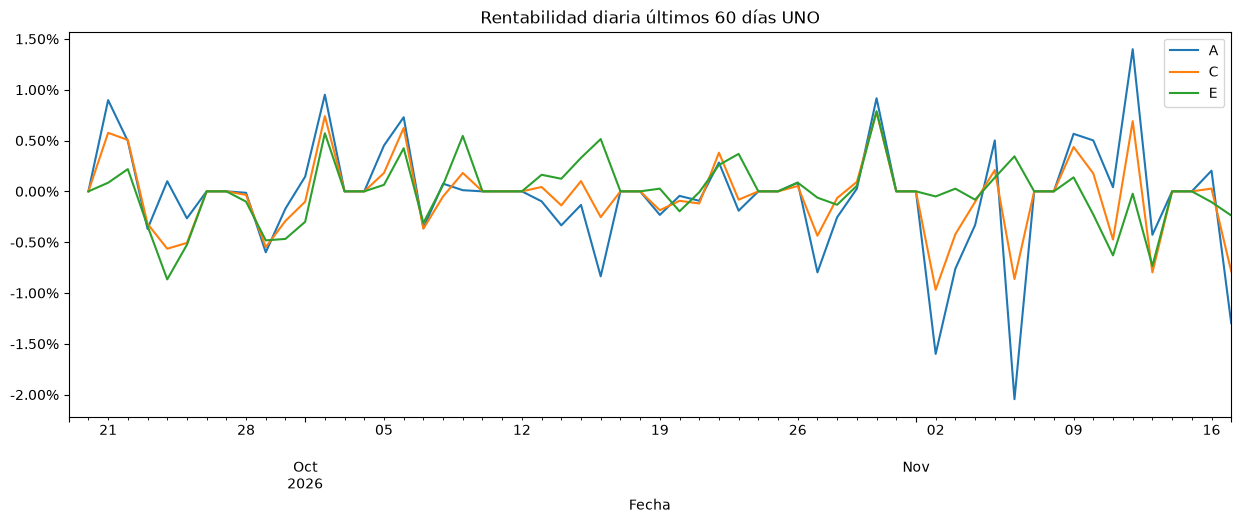 Rentabilidad diaria últimos 60 días UNO
1.50%
1.00%
0.50%
0.00%
-0.50%
-1.00%
-1.50%
-2.00%
A
C
E
21 28 05 12 19 26 02 09 16
Oct Nov
2026
Fecha